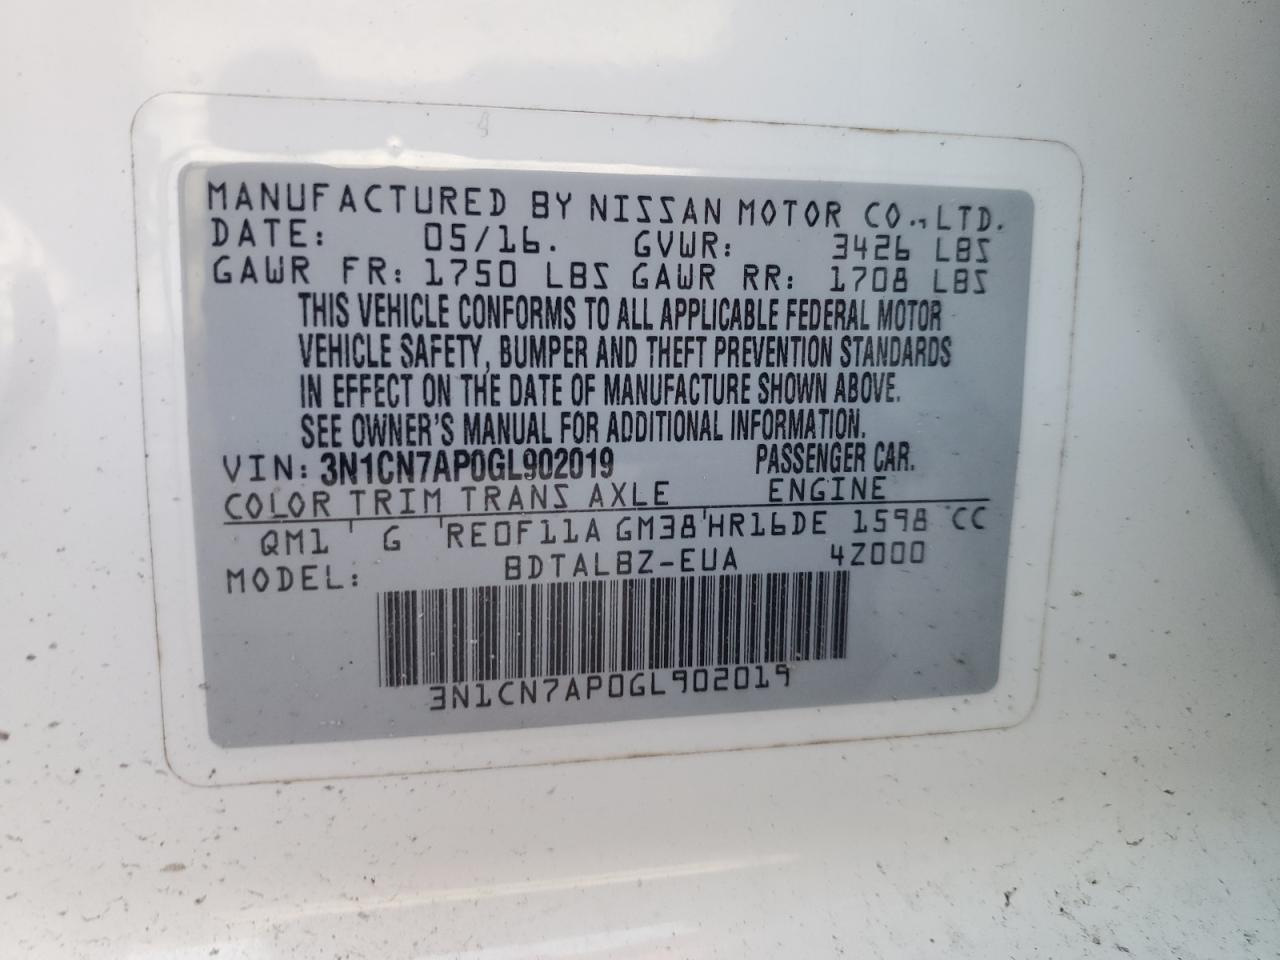 MANUFACTURED BY NISSAN MOTOR CO.,LTD.
DATE: 05/16. GVWR: 3426 LBS
GAWR FR: 1750 LBS GAWR RR: 1708 LBS
THIS VEHICLE CONFORMS TO ALL APPLICABLE FEDERAL MOTOR
VEHICLE SAFETY, BUMPER AND THEFT PREVENTION STANDARDS
IN EFFECT ON THE DATE OF MANUFACTURE SHOWN ABOVE.
SEE OWNER'S MANUAL FOR ADDITIONAL INFORMATION.
VIN: 3N1CN7AP0GL902019 PASSENGER CAR.
COLOR TRIM TRANS AXLE ENGINE
QM1 G RE0F11A GM38 HR16DE 1598 CC
MODEL: BDTALBZ-EUA 4Z000
3N1CN7AP0GL902019